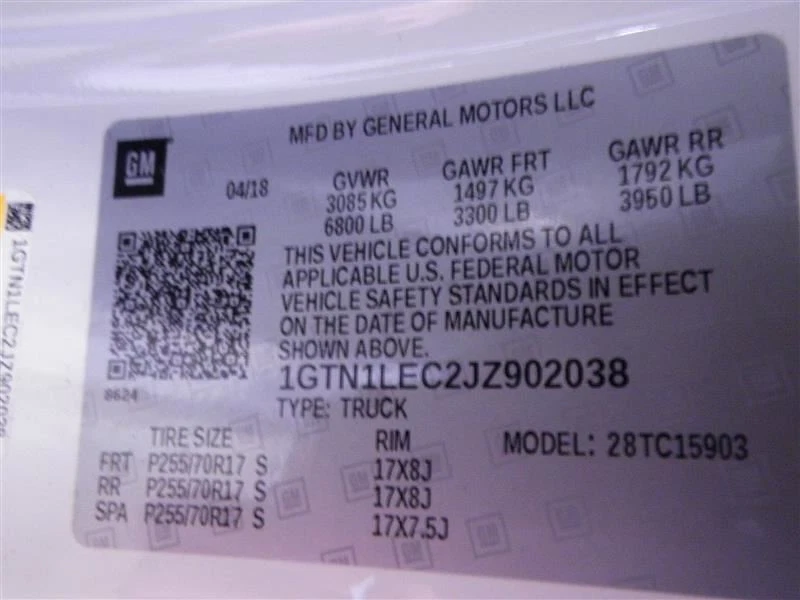 MFD BY GENERAL MOTORS LLC
GM
04/18
GVWR
3085 KG
6800 LB
GAWR FRT
1497 KG
3300 LB
GAWR RR
1792 KG
3950 LB
THIS VEHICLE CONFORMS TO ALL
APPLICABLE U.S. FEDERAL MOTOR
VEHICLE SAFETY STANDARDS IN EFFECT
ON THE DATE OF MANUFACTURE
SHOWN ABOVE.
1GTN1LEC2JZ902038
8624
TYPE: TRUCK
MODEL: 28TC15903
TIRE SIZE RIM
FRT P255/70R17 S 17X8J
RR P255/70R17 S 17X8J
SPA P255/70R17 S 17X7.5J
1GTN1LEC2JZ902038